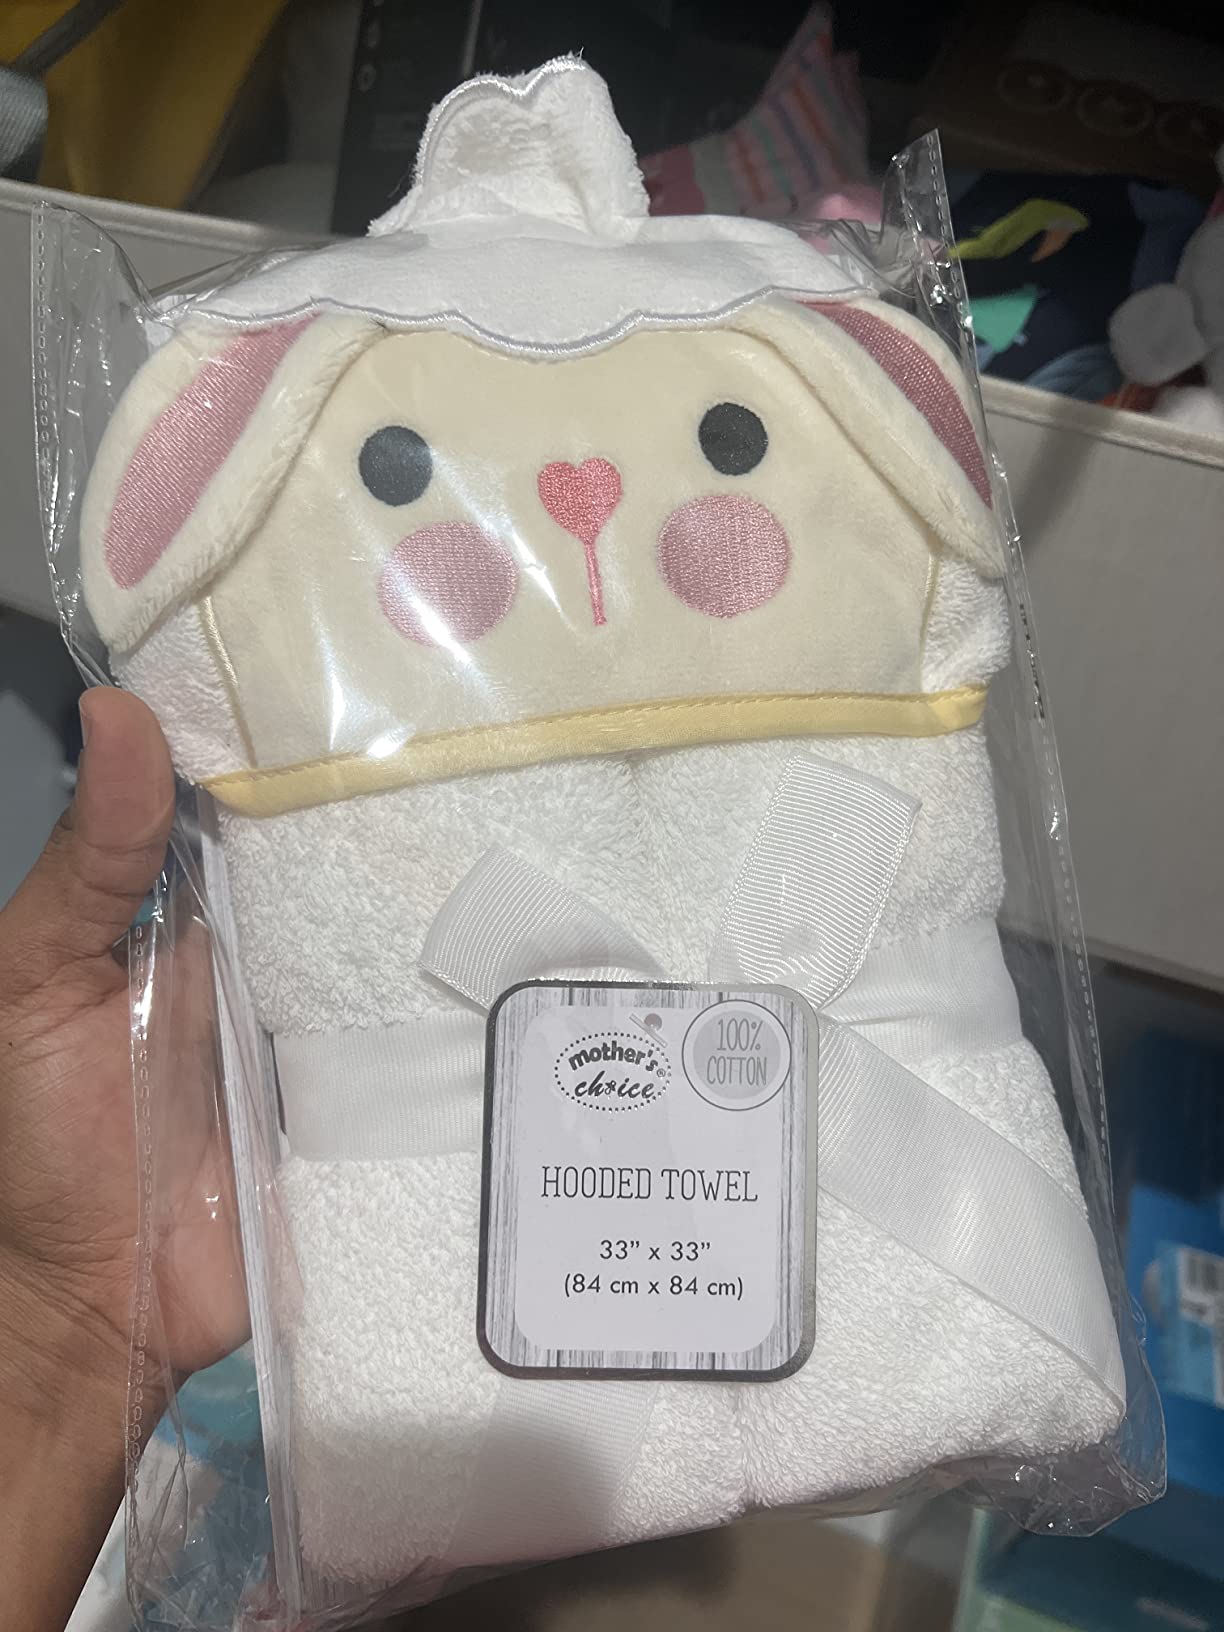 mother's®
choice
100%
COTTON
HOODED TOWEL
33" x 33"
(84 cm x 84 cm)